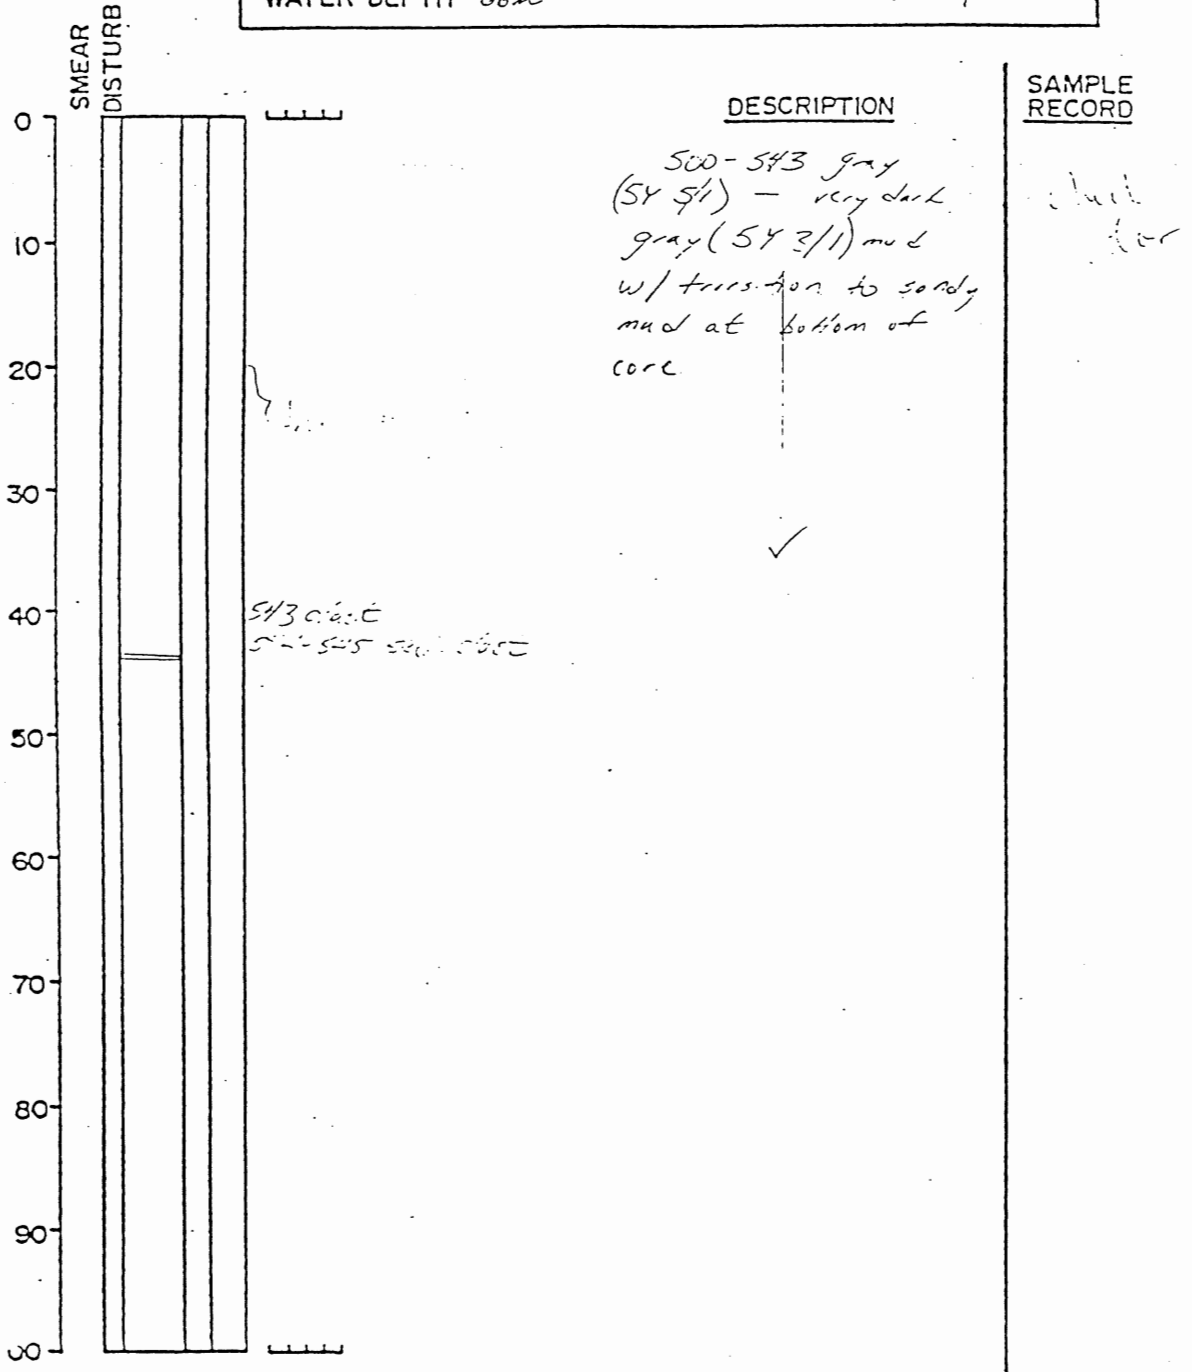 WATER DEPTH
SMEAR
DISTURB
DESCRIPTION
SAMPLE
RECORD
500-543 gray
(5Y 5/1) — very dark
gray (5Y 3/1) mud
w/ transition to sandy
mud at bottom of
core.
0
10
20
30
40
543 clast
50
60
70
80
90